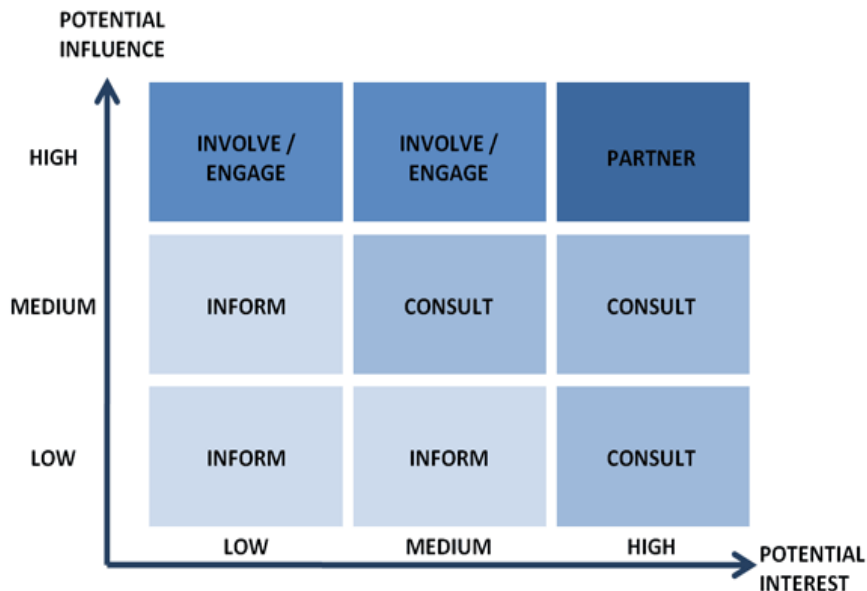 POTENTIAL
INFLUENCE
HIGH
INVOLVE /
ENGAGE
INVOLVE /
ENGAGE
PARTNER
MEDIUM
INFORM
CONSULT
CONSULT
LOW
INFORM
INFORM
CONSULT
LOW
MEDIUM
HIGH
POTENTIAL
INTEREST